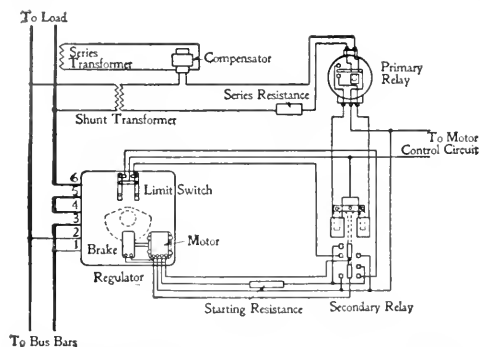 To Load
Series
Transformer
Compensator
Primary
Relay
Series Resistance
Shunt Transformer
To Motor
Control Circuit
6
5
4
3
2
1
Limit Switch
Brake
Motor
Regulator
Starting Resistance
Secondary Relay
To Bus Bars